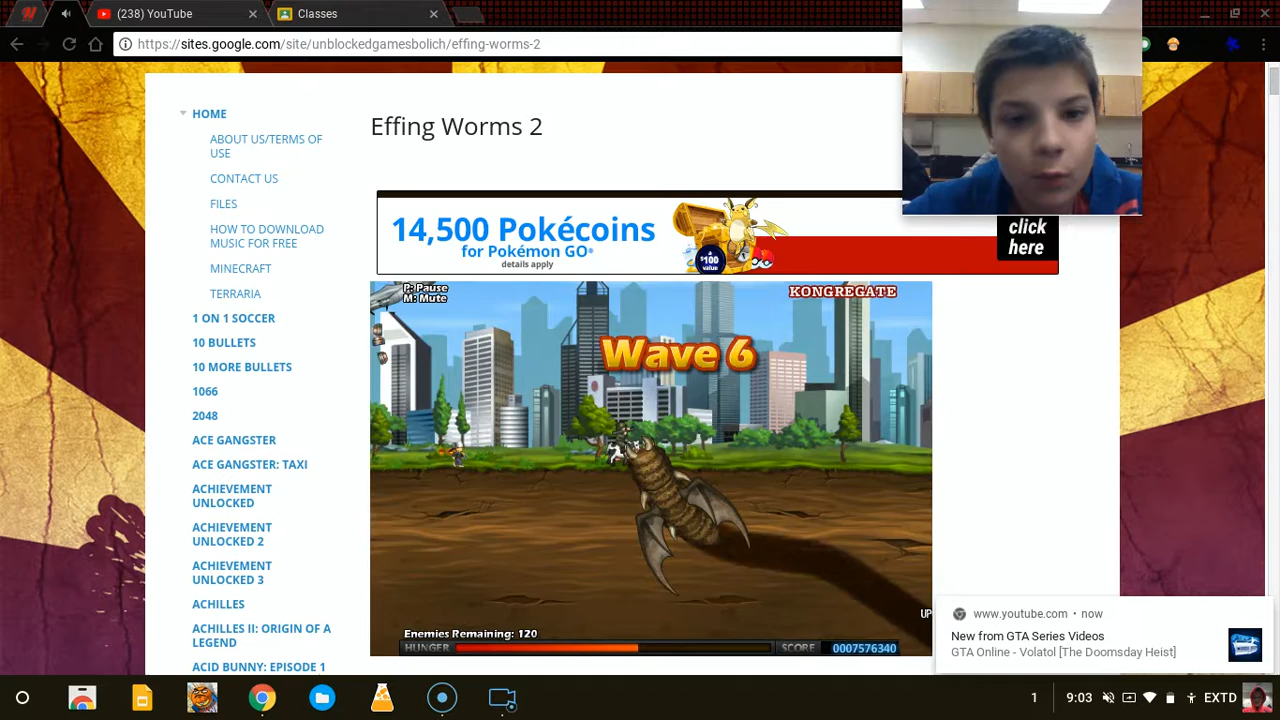 (238) YouTube
Classes
https://sites.google.com/site/unblockedgamesbolich/effing-worms-2
HOME
ABOUT US/TERMS OF
USE
CONTACT US
FILES
HOW TO DOWNLOAD
MUSIC FOR FREE
MINECRAFT
TERRARIA
1 ON 1 SOCCER
10 BULLETS
10 MORE BULLETS
1066
2048
ACE GANGSTER
ACE GANGSTER: TAXI
ACHIEVEMENT
UNLOCKED
ACHIEVEMENT
UNLOCKED 2
ACHIEVEMENT
UNLOCKED 3
ACHILLES
ACHILLES II: ORIGIN OF A
LEGEND
ACID BUNNY: EPISODE 1
Effing Worms 2
14,500 Pokécoins
for Pokémon GO®
details apply
a
$100
value
click
here
P: Pause
M: Mute
KONGREGATE
Wave 6
UP
Enemies Remaining: 120
HUNGER
SCORE 0007576340
www.youtube.com • now
New from GTA Series Videos
GTA Online - Volatol [The Doomsday Heist]
1
9:03
EXTD